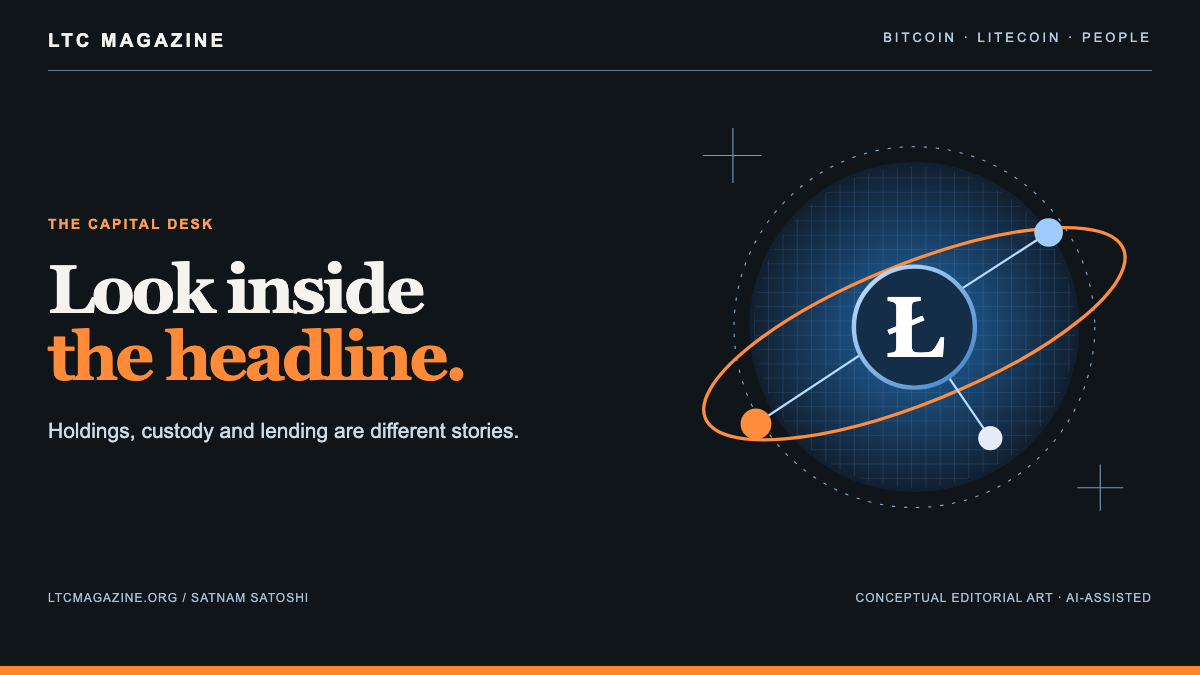 LTC MAGAZINE
BITCOIN · LITECOIN · PEOPLE
THE CAPITAL DESK
Look inside
the headline.
Holdings, custody and lending are different stories.
Ł
LTCMAGAZINE.ORG / SATNAM SATOSHI
CONCEPTUAL EDITORIAL ART · AI-ASSISTED